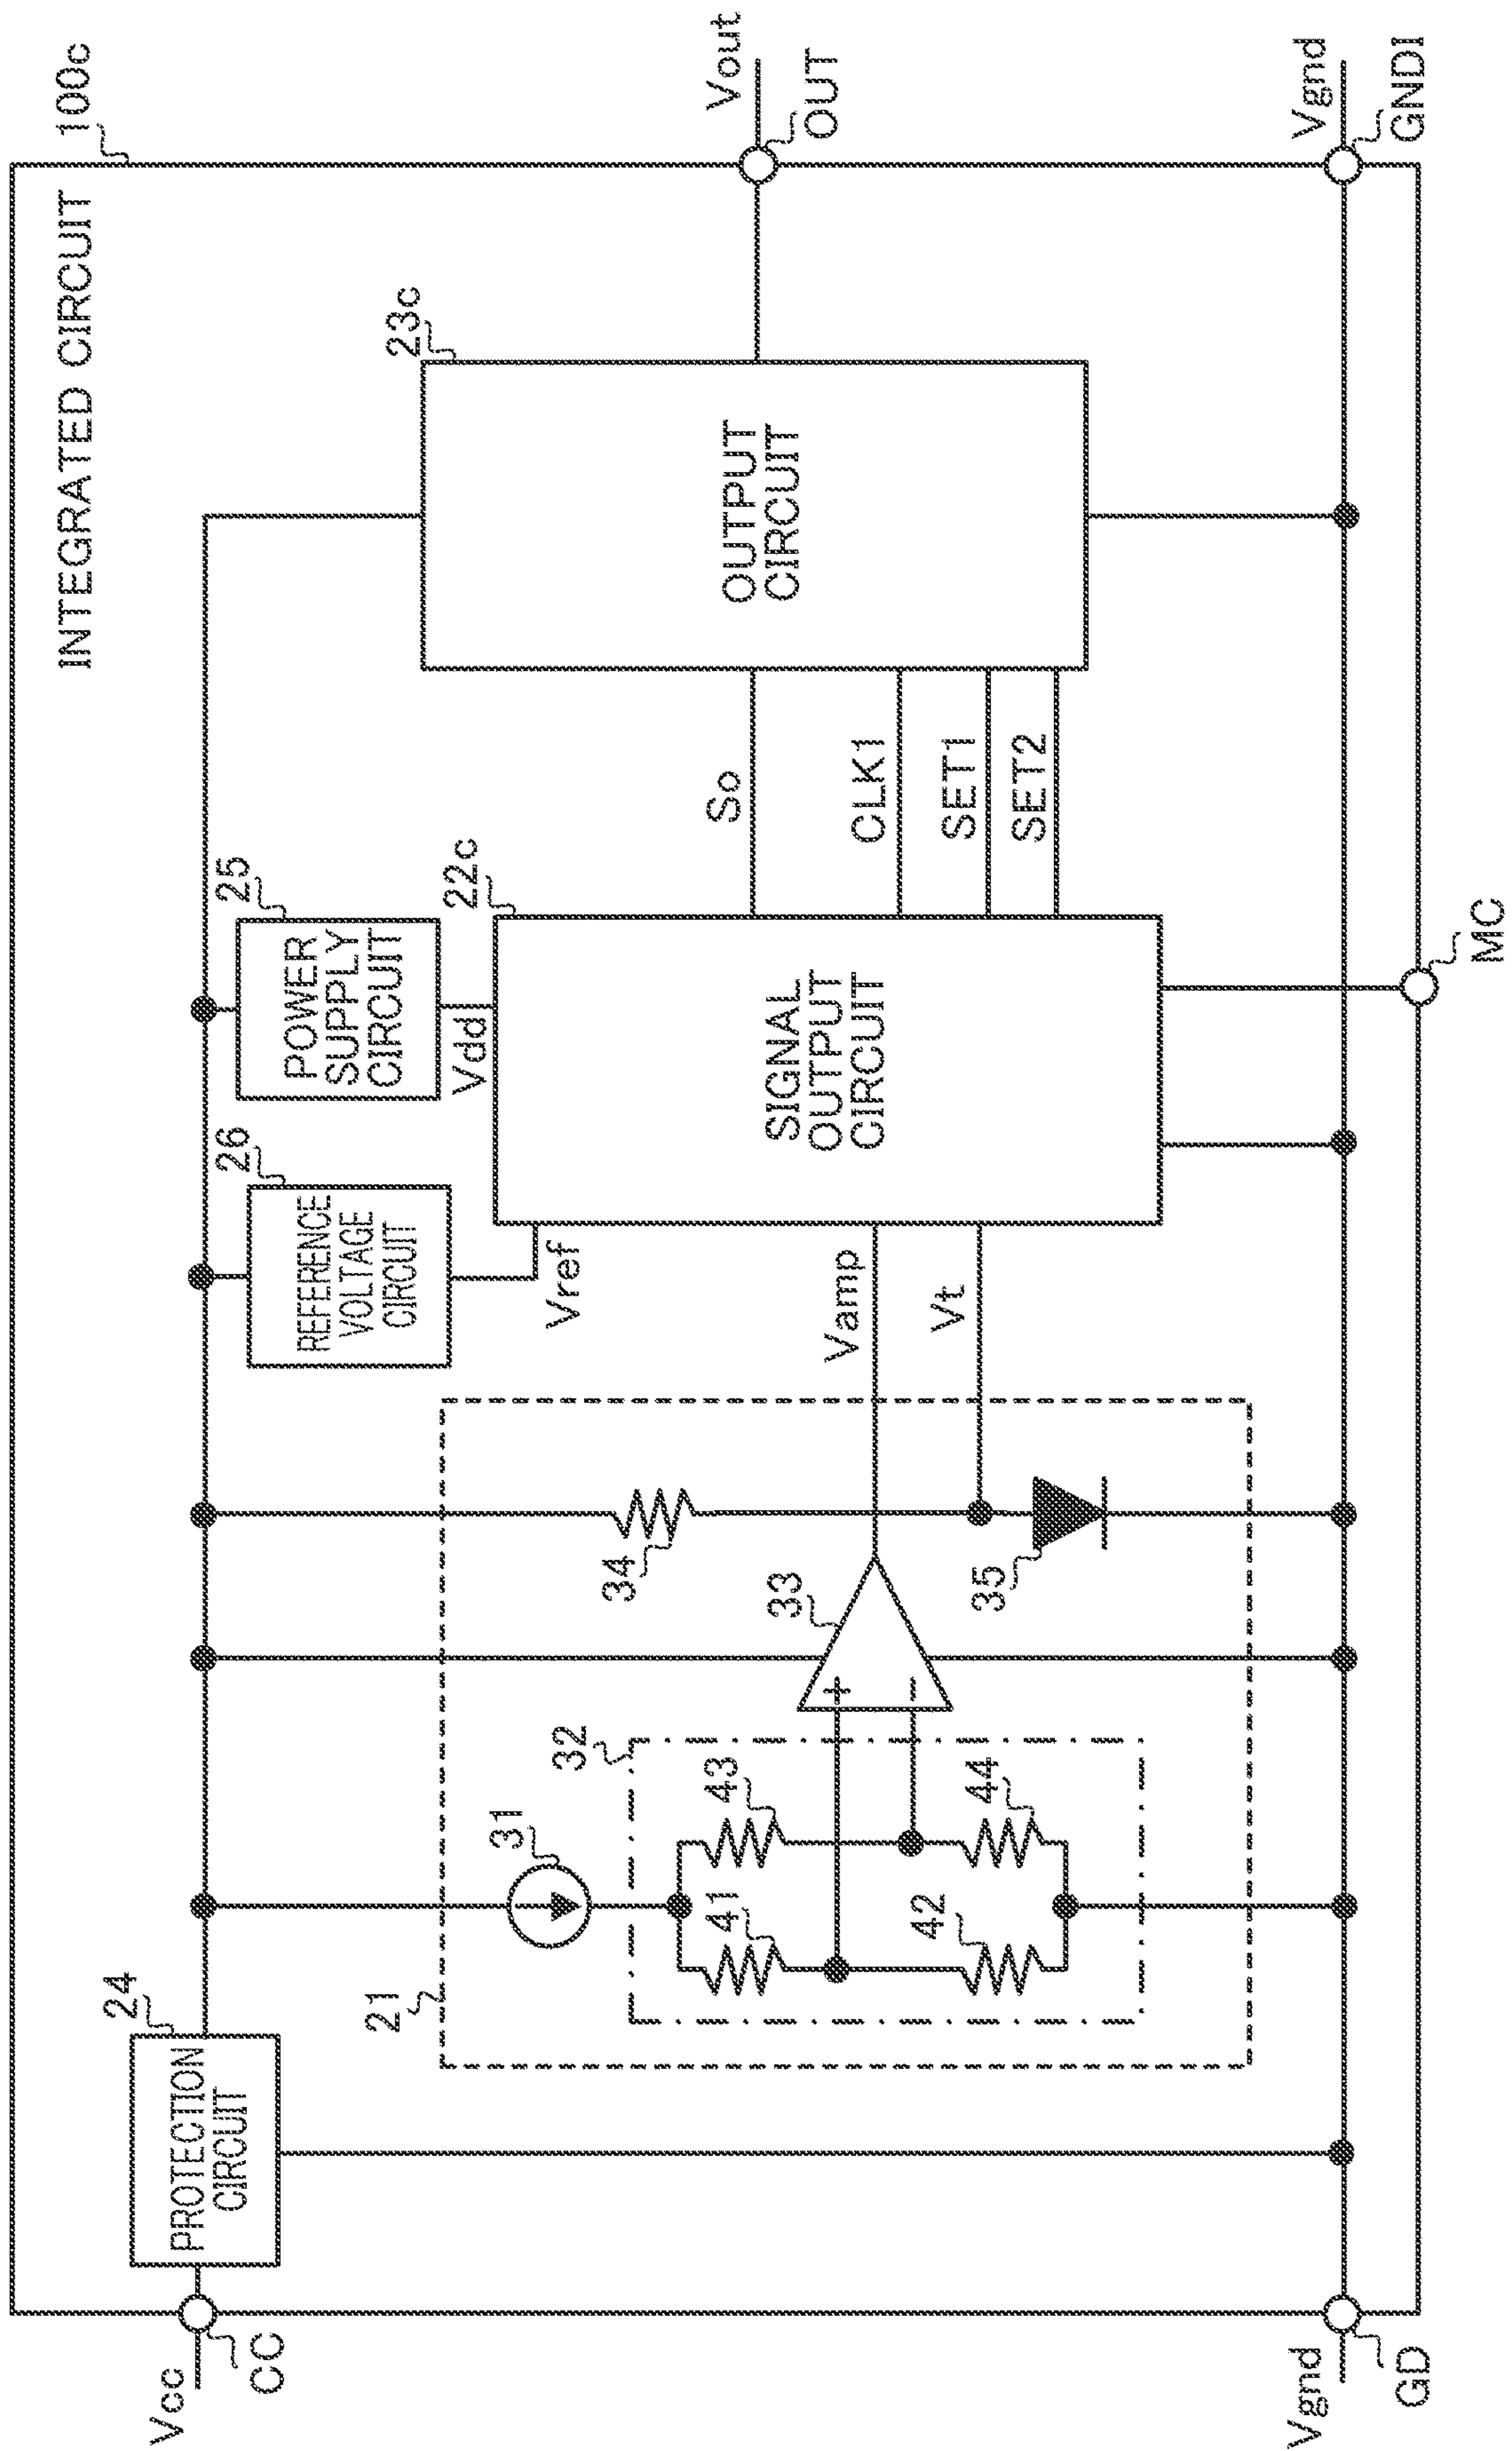 INTEGRATED CIRCUIT
100c
Vcc
CC
PROTECTION
CIRCUIT
24
21
31
32
41
43
42
44
33
34
35
26
REFERENCE
VOLTAGE
CIRCUIT
Vref
25
POWER
SUPPLY
CIRCUIT
Vdd
22c
Vamp
Vt
SIGNAL
OUTPUT
CIRCUIT
So
CLK1
SET1
SET2
23c
OUTPUT
CIRCUIT
Vout
OUT
Vgnd
GD
MC
Vgnd
GNDI